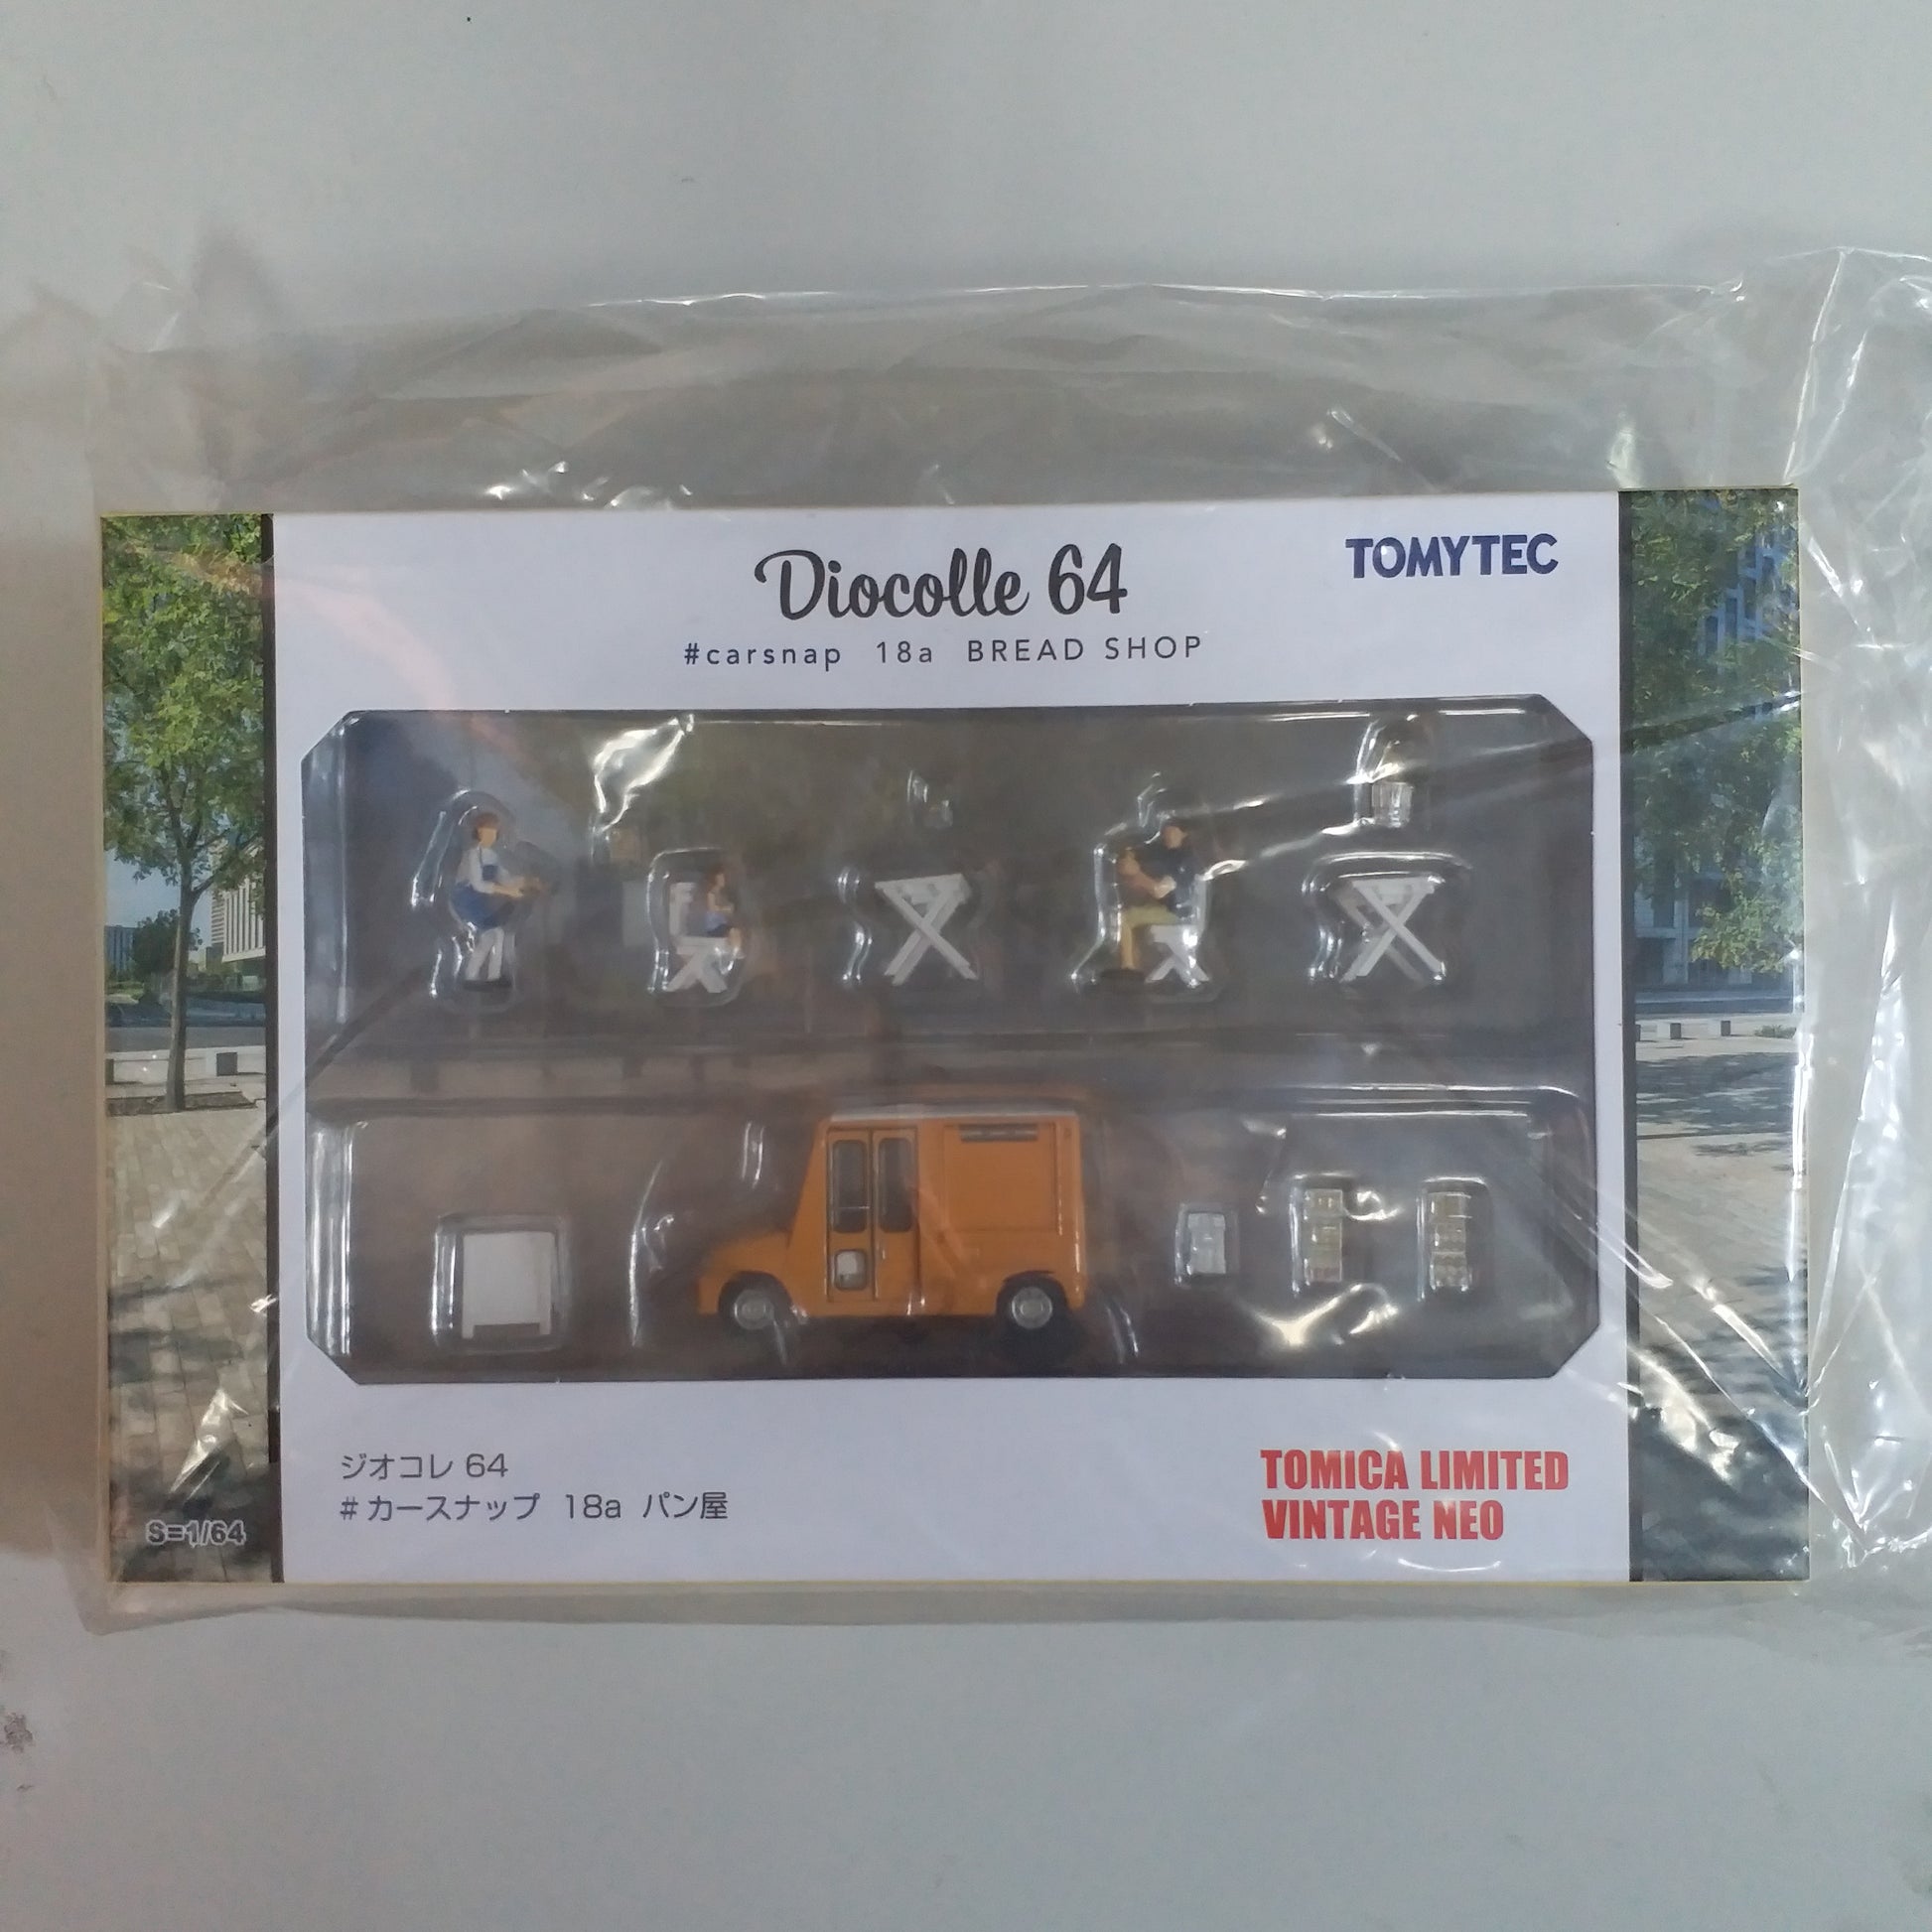 Diocolle 64
TOMYTEC
#carsnap 18a BREAD SHOP
ジオコレ 64
#カースナップ 18a パン屋
TOMICA LIMITED
VINTAGE NEO
S=1/64